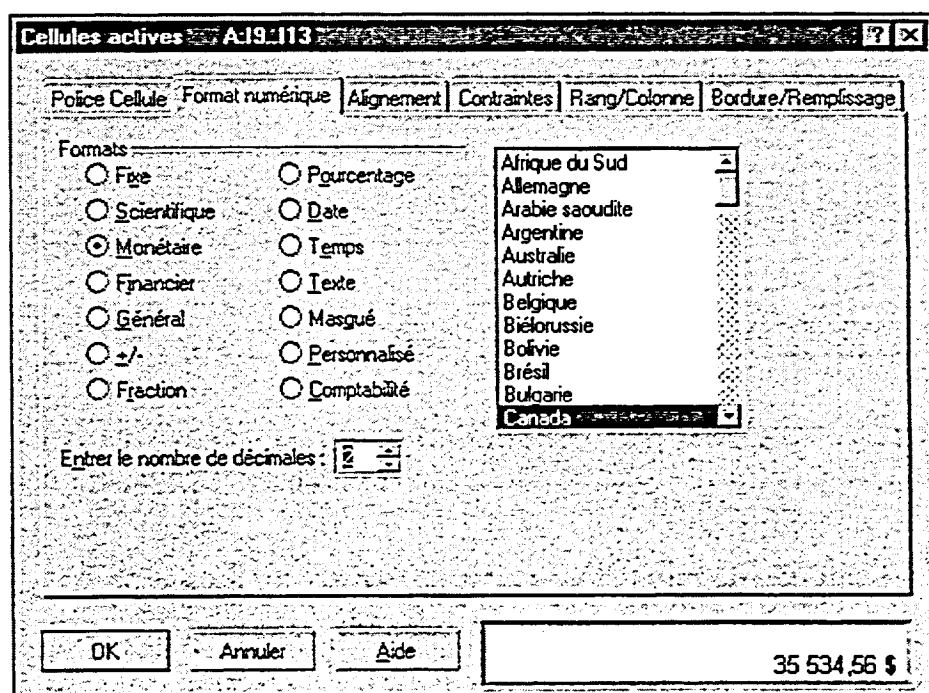 Cellules actives A:I9..I13
Police Cellule Format numérique Alignement Contraintes Rang/Colonne Bordure/Remplissage
Formats
Fixe Pourcentage
Scientifique Date
Monétaire Temps
Financier Texte
Général Masqué
+/- Personnalisé
Fraction Comptabilité
Afrique du Sud
Allemagne
Arabie saoudite
Argentine
Australie
Autriche
Belgique
Biélorussie
Bolivie
Brésil
Bulgarie
Canada
Entrer le nombre de décimales : 2
OK Annuler Aide
35 534,56 $